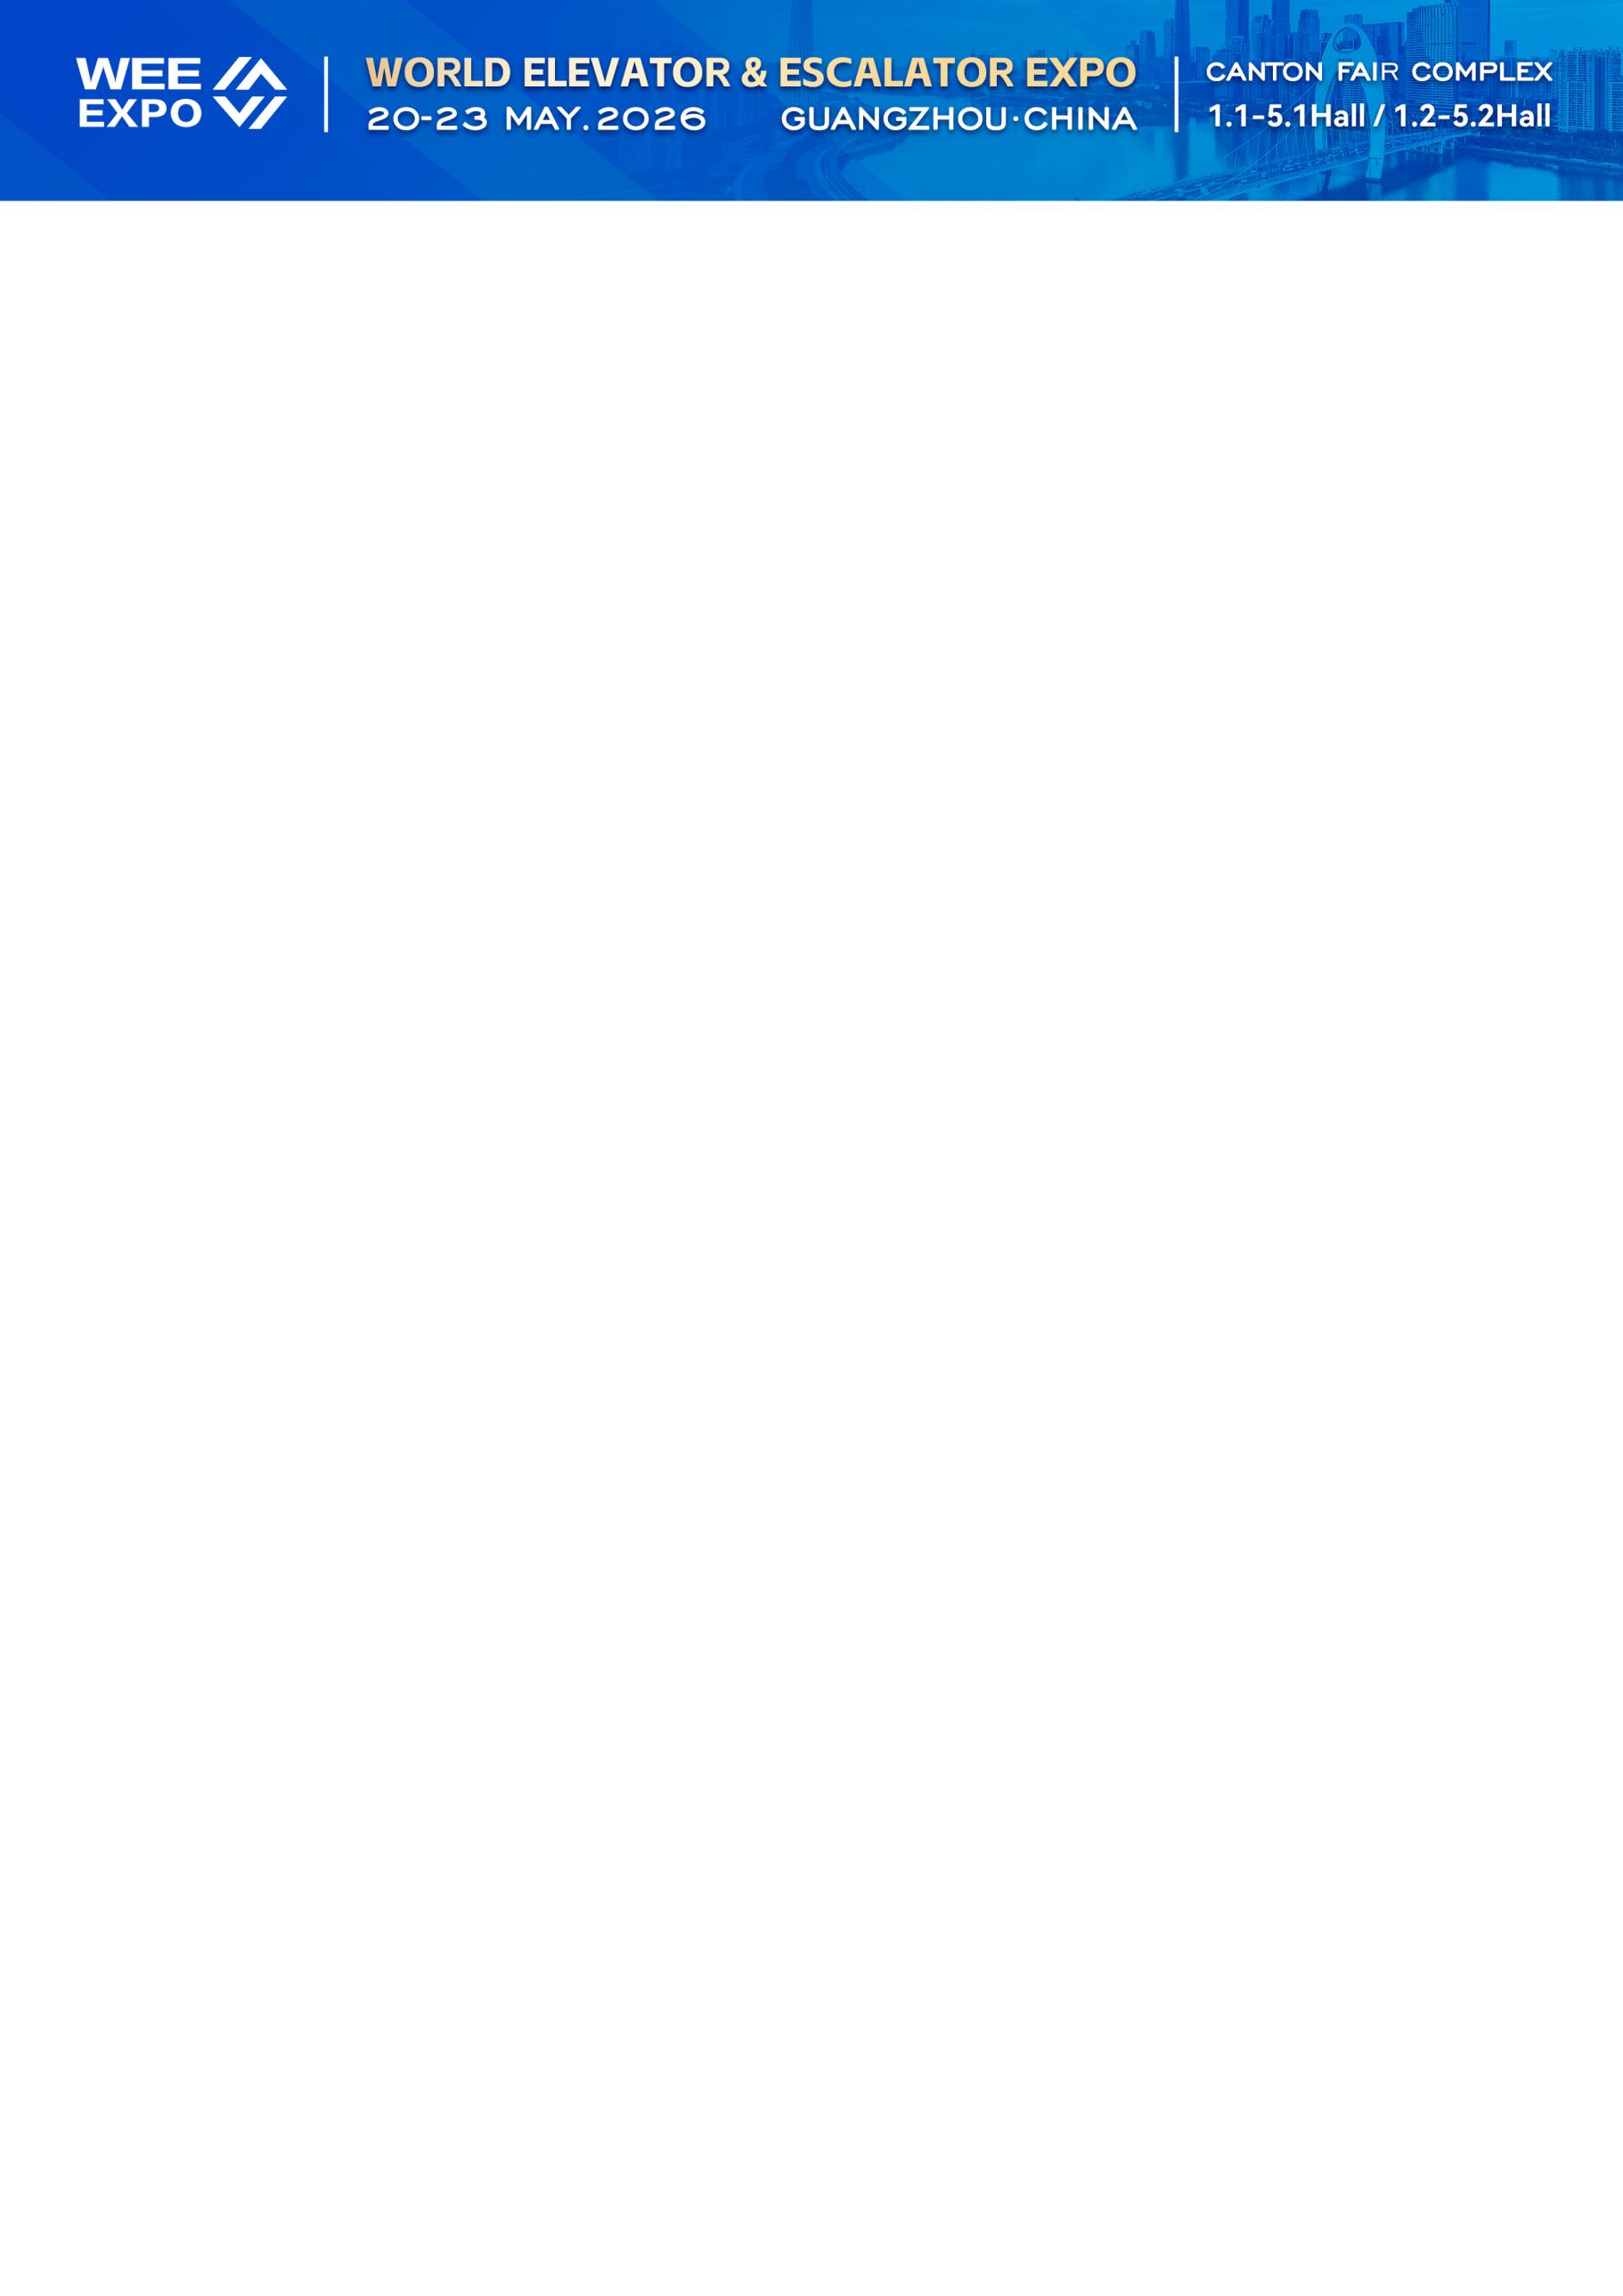 WEE
EXPO
WORLD ELEVATOR & ESCALATOR EXPO
20-23 MAY. 2026 GUANGZHOU·CHINA
CANTON FAIR COMPLEX
1.1-5.1Hall / 1.2-5.2Hall